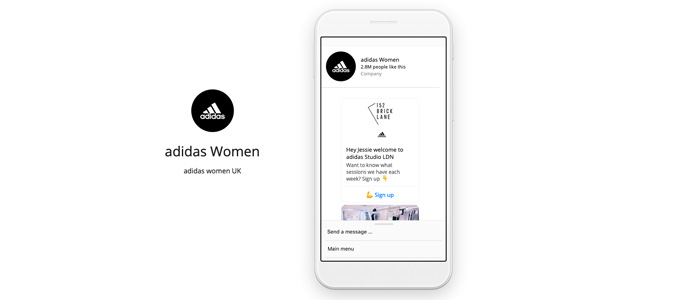 adidas
adidas Women
adidas women UK
adidas
adidas Women
2.8M people like this
Company
152
BRICK
LANE
Hey Jessie welcome to
adidas Studio LDN
Want to know what
sessions we have each
week? Sign up 👇
💪 Sign up
Send a message ...
Main menu